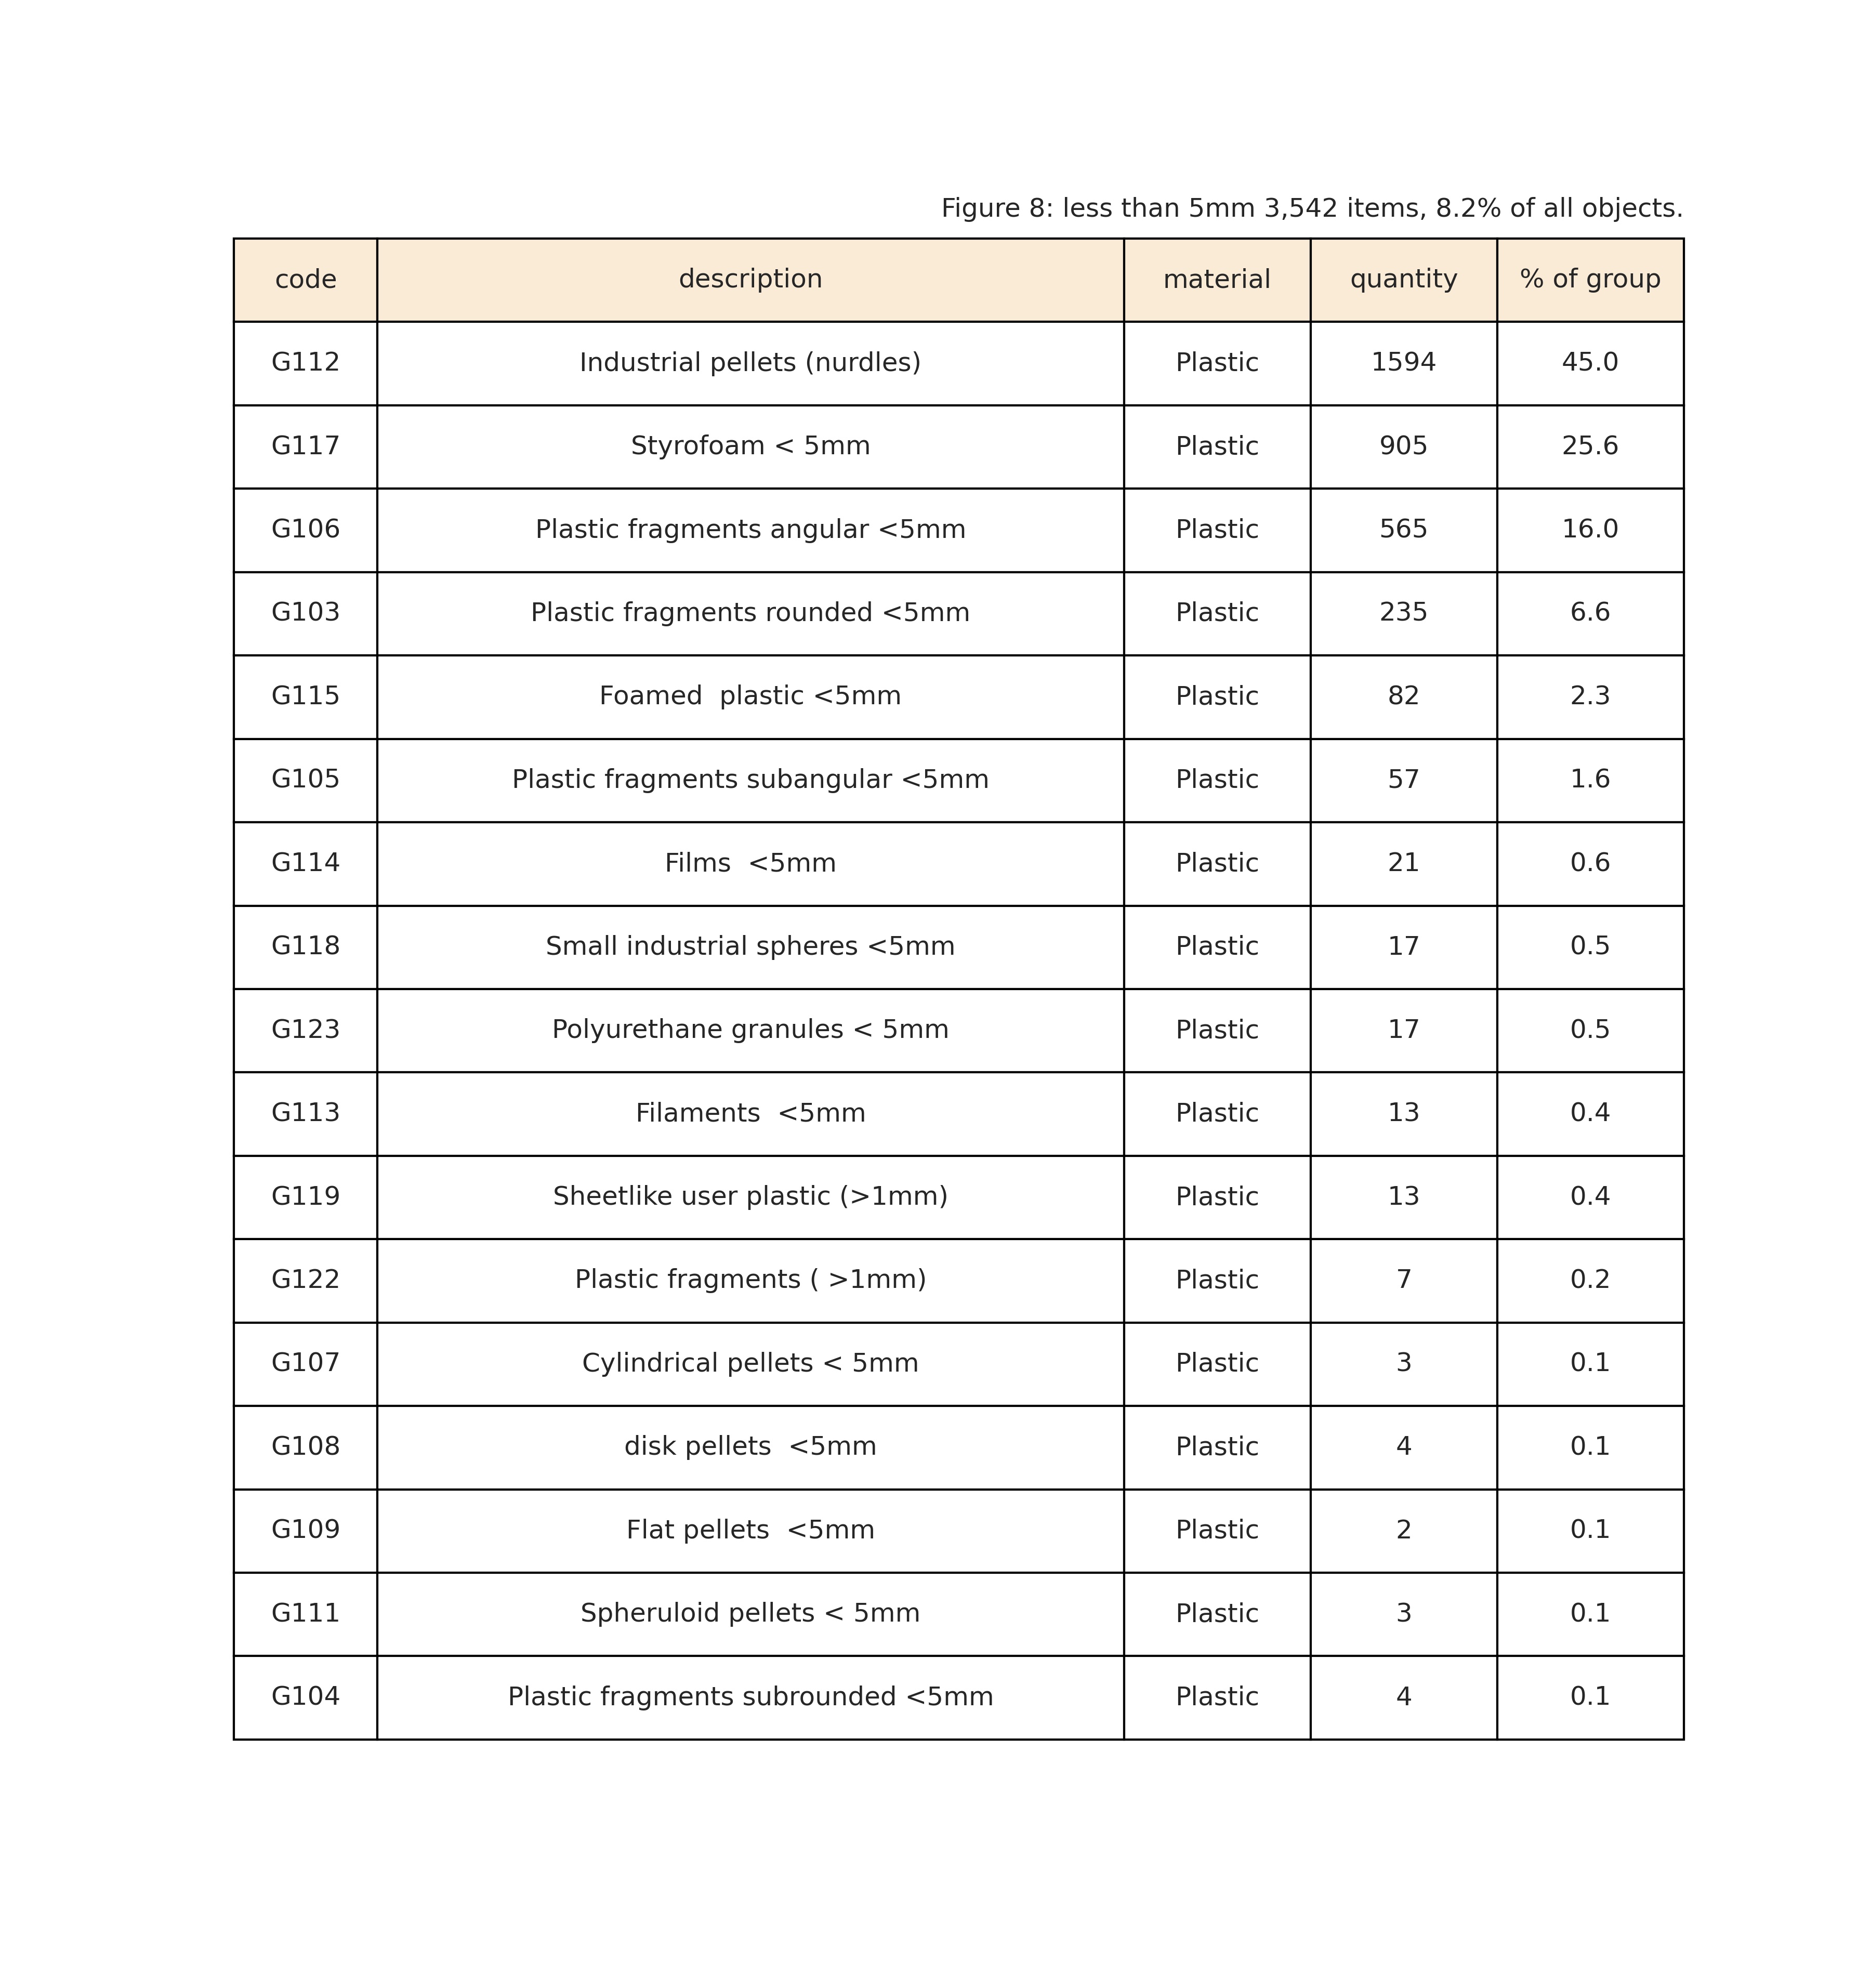 Figure 8: less than 5mm 3,542 items, 8.2% of all objects.
code description material quantity % of group
G112 Industrial pellets (nurdles) Plastic 1594 45.0
G117 Styrofoam < 5mm Plastic 905 25.6
G106 Plastic fragments angular <5mm Plastic 565 16.0
G103 Plastic fragments rounded <5mm Plastic 235 6.6
G115 Foamed  plastic <5mm Plastic 82 2.3
G105 Plastic fragments subangular <5mm Plastic 57 1.6
G114 Films  <5mm Plastic 21 0.6
G118 Small industrial spheres <5mm Plastic 17 0.5
G123 Polyurethane granules < 5mm Plastic 17 0.5
G113 Filaments  <5mm Plastic 13 0.4
G119 Sheetlike user plastic (>1mm) Plastic 13 0.4
G122 Plastic fragments ( >1mm) Plastic 7 0.2
G107 Cylindrical pellets < 5mm Plastic 3 0.1
G108 disk pellets  <5mm Plastic 4 0.1
G109 Flat pellets  <5mm Plastic 2 0.1
G111 Spheruloid pellets < 5mm Plastic 3 0.1
G104 Plastic fragments subrounded <5mm Plastic 4 0.1